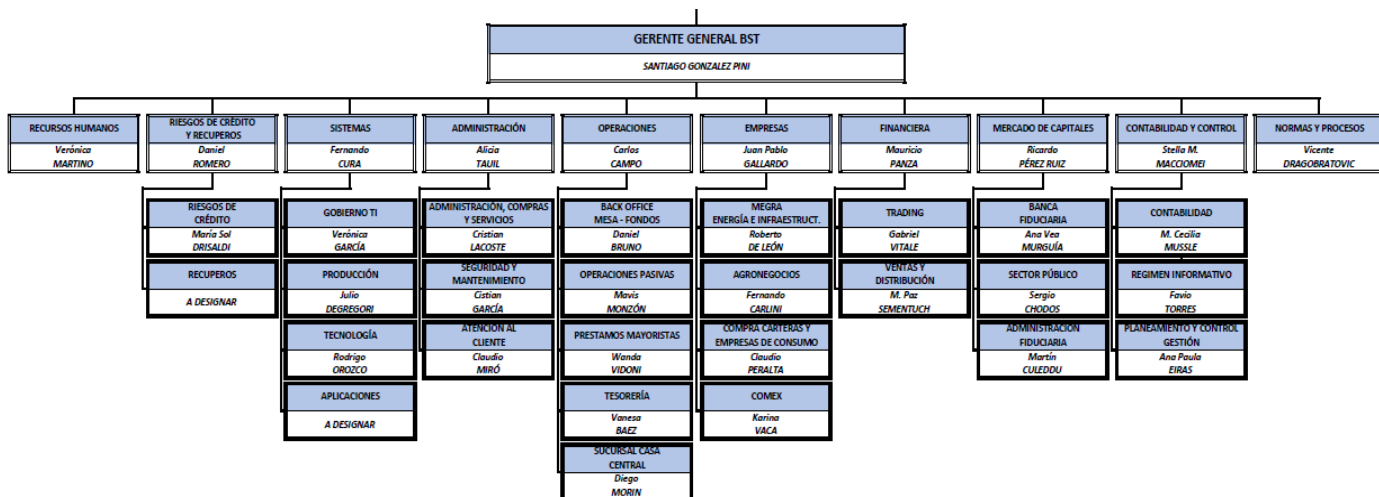 GERENTE GENERAL BST
SANTIAGO GONZALEZ PINI
RECURSOS HUMANOS
Verónica
MARTINO
RIESGOS DE CRÉDITO
Y RECUPEROS
Daniel
ROMERO
SISTEMAS
Fernando
CURA
ADMINISTRACIÓN
Alicia
TAUIL
OPERACIONES
Carlos
CAMPO
EMPRESAS
Juan Pablo
GALLARDO
FINANCIERA
Mauricio
PANZA
MERCADO DE CAPITALES
Ricardo
PÉREZ RUIZ
CONTABILIDAD Y CONTROL
Stella M.
MACCIOMEI
NORMAS Y PROCESOS
Vicente
DRAGOBRATOVIC
RIESGOS DE
CRÉDITO
María Sol
DRISALDI
RECUPEROS
A DESIGNAR
GOBIERNO TI
Verónica
GARCÍA
PRODUCCIÓN
Julio
DEGREGORI
TECNOLOGÍA
Rodrigo
OROZCO
APLICACIONES
A DESIGNAR
ADMINISTRACIÓN, COMPRAS
Y SERVICIOS
Cristian
LACOSTE
SEGURIDAD Y
MANTENIMIENTO
Cistian
GARCÍA
ATENCIÓN AL
CLIENTE
Claudio
MIRÓ
BACK OFFICE
MESA - FONDOS
Daniel
BRUNO
OPERACIONES PASIVAS
Mavis
MONZÓN
PRESTAMOS MAYORISTAS
Wanda
VIDONI
TESORERÍA
Vanesa
BAEZ
SUCURSAL CASA
CENTRAL
Diego
MORIN
MEGRA
ENERGÍA E INFRAESTRUCT.
Roberto
DE LEÓN
AGRONEGOCIOS
Fernando
CARLINI
COMPRA CARTERAS Y
EMPRESAS DE CONSUMO
Claudio
PERALTA
COMEX
Karina
VACA
TRADING
Gabriel
VITALE
VENTAS Y
DISTRIBUCIÓN
M. Paz
SEMENTUCH
BANCA
FIDUCIARIA
Ana Vea
MURGUÍA
SECTOR PÚBLICO
Sergio
CHODOS
ADMINISTRACIÓN
FIDUCIARIA
Martín
CULEDDU
CONTABILIDAD
M. Cecilia
MUSSLE
REGIMEN INFORMATIVO
Favio
TORRES
PLANEAMIENTO Y CONTROL
GESTIÓN
Ana Paula
EIRAS